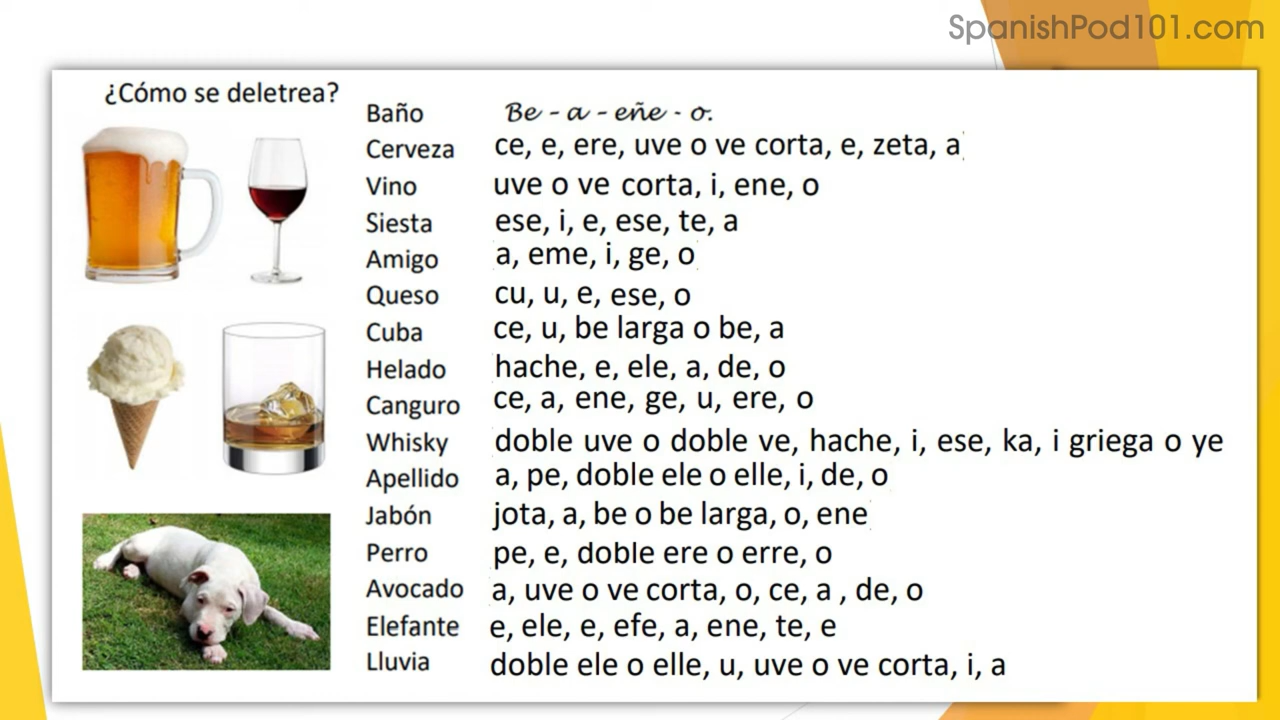 SpanishPod101.com
¿Cómo se deletrea?
Baño Be - a - eñe - o.
Cerveza ce, e, ere, uve o ve corta, e, zeta, a
Vino uve o ve corta, i, ene, o
Siesta ese, i, e, ese, te, a
Amigo a, eme, i, ge, o
Queso cu, u, e, ese, o
Cuba ce, u, be larga o be, a
Helado hache, e, ele, a, de, o
Canguro ce, a, ene, ge, u, ere, o
Whisky doble uve o doble ve, hache, i, ese, ka, i griega o ye
Apellido a, pe, doble ele o elle, i, de, o
Jabón jota, a, be o be larga, o, ene
Perro pe, e, doble ere o erre, o
Avocado a, uve o ve corta, o, ce, a , de, o
Elefante e, ele, e, efe, a, ene, te, e
Lluvia doble ele o elle, u, uve o ve corta, i, a